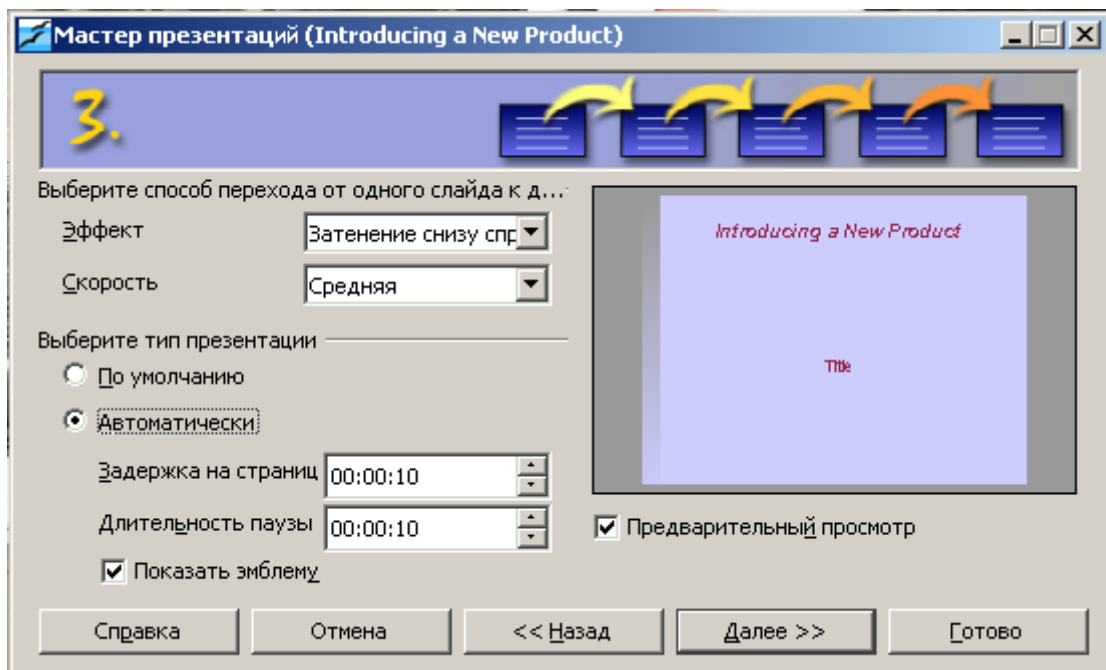 Мастер презентаций (Introducing a New Product)
3.
Выберите способ перехода от одного слайда к д...
Эффект
Затенение снизу спр
Скорость
Средняя
Выберите тип презентации
По умолчанию
Автоматически
Задержка на страниц
00:00:10
Длительность паузы
00:00:10
Показать эмблему
Introducing a New Product
Title
Предварительный просмотр
Справка
Отмена
<< Назад
Далее >>
Готово